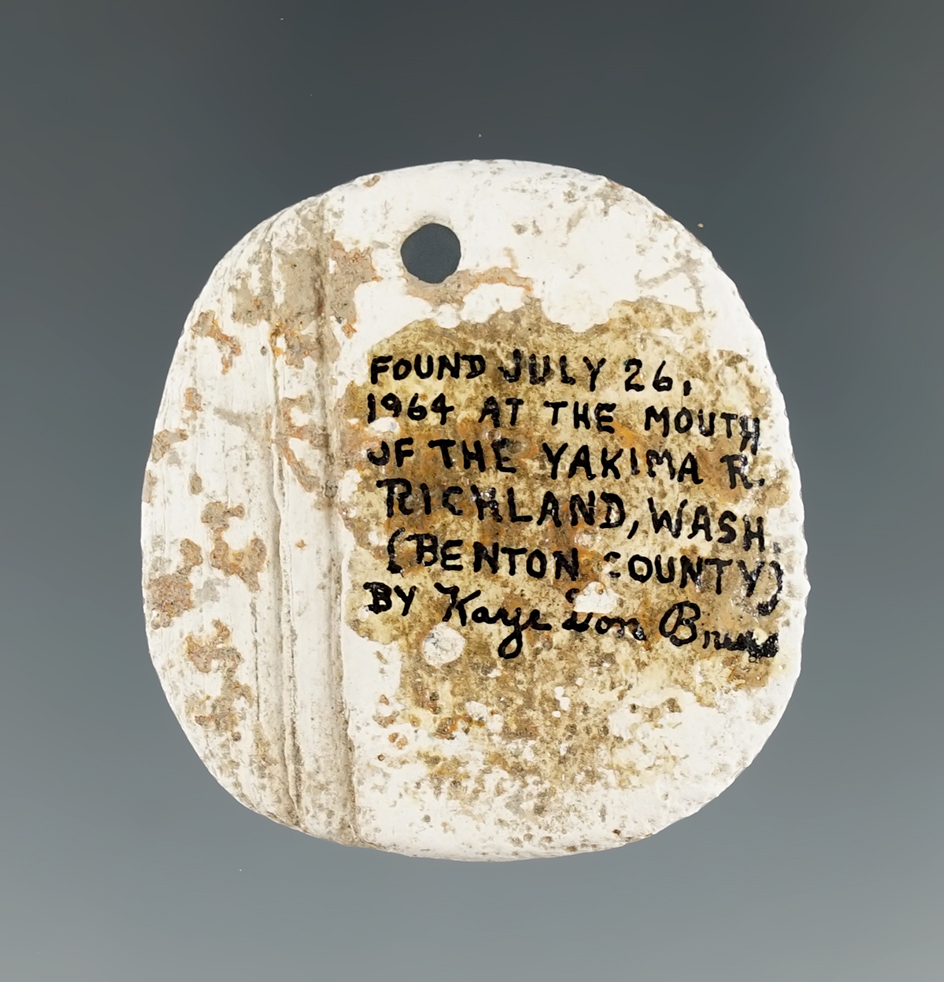 FOUND JULY 26,
1964 AT THE MOUTH
OF THE YAKIMA R.
RICHLAND, WASH.
(BENTON COUNTY)
BY Kaye Don